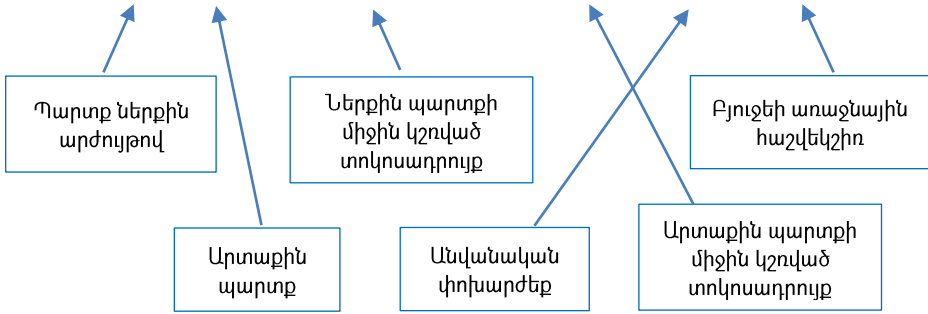 Պարտք ներքին
արժույթով
Ներքին պարտքի
միջին կշռված
տոկոսադրույք
Բյուջեի առաջնային
հաշվեկշիռ
Արտաքին
պարտք
Անվանական
փոխարժեք
Արտաքին պարտքի
միջին կշռված
տոկոսադրույք